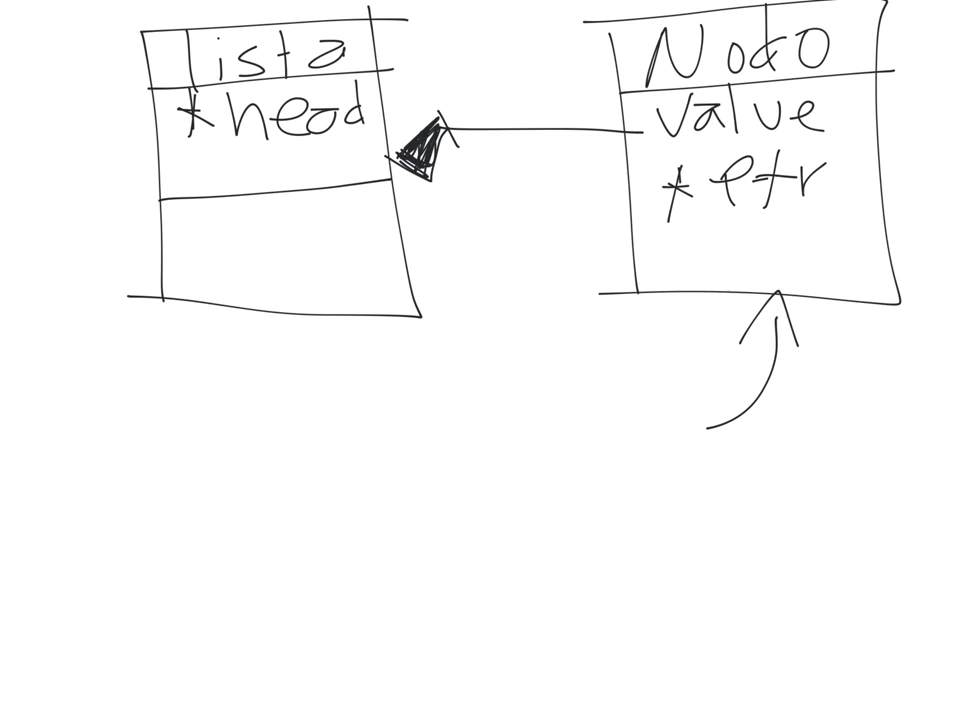 lista
*head
Nodo
value
*ptr